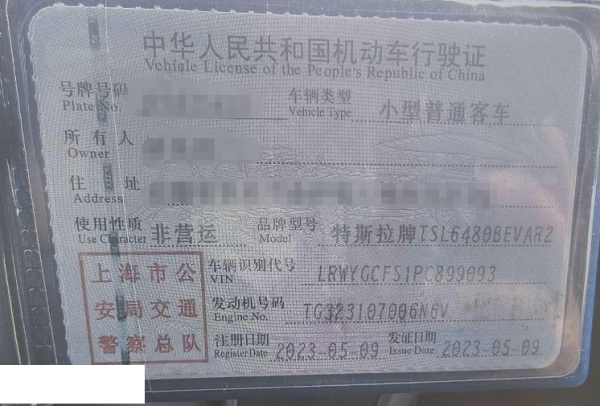 中华人民共和国机动车行驶证
Vehicle License of the People's Republic of China
号牌号码 车辆类型 小型普通客车
Plate No. Vehicle Type
所有人
Owner
住址
Address
使用性质 非营运 品牌型号 特斯拉牌TSL6480BEVAR2
Use Character Model
上海市公
安局交通
警察总队
车辆识别代号 LRWYGCFS1PC899093
VIN
发动机号码 TG323107006N6V
Engine No.
注册日期 2023-05-09 发证日期 2023-05-09
Register Date Issue Date